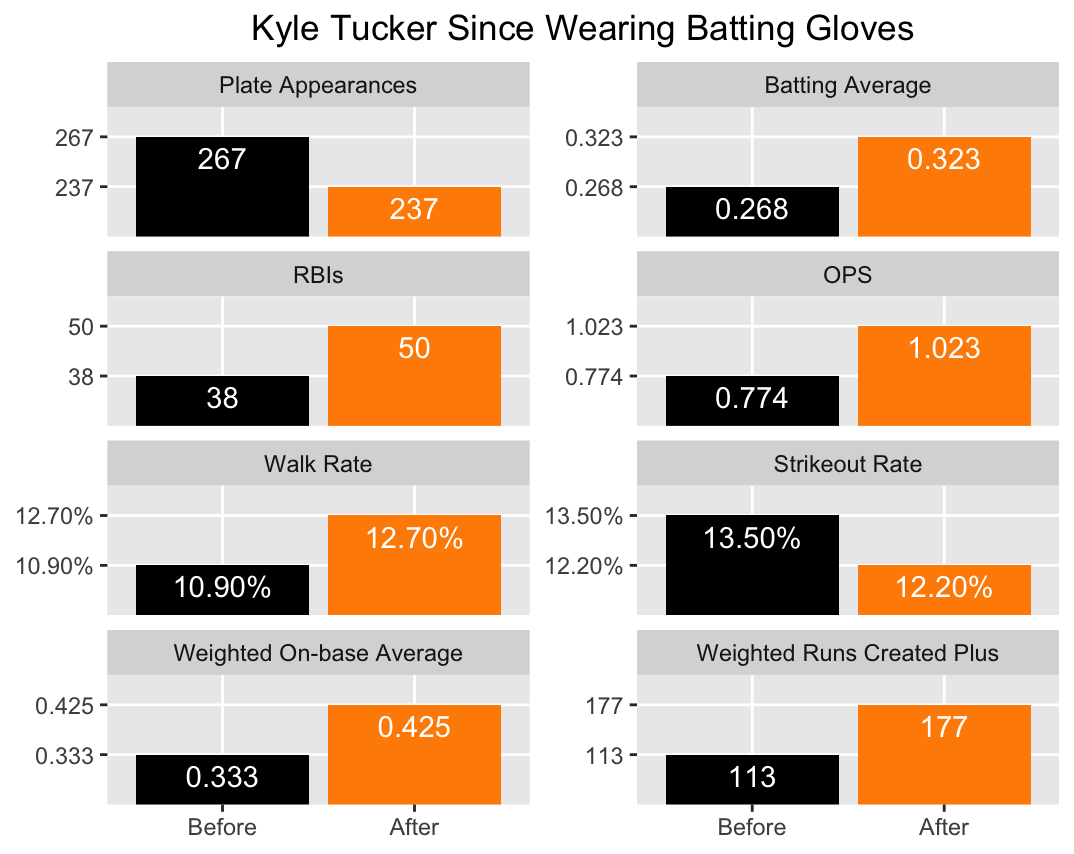 Kyle Tucker Since Wearing Batting Gloves
Plate Appearances
267
237
267
237
Batting Average
0.323
0.268
0.268
0.323
RBIs
50
38
38
50
OPS
1.023
0.774
0.774
1.023
Walk Rate
12.70%
10.90%
10.90%
12.70%
Strikeout Rate
13.50%
12.20%
13.50%
12.20%
Weighted On-base Average
0.425
0.333
0.333
0.425
Before
After
Weighted Runs Created Plus
177
113
113
177
Before
After